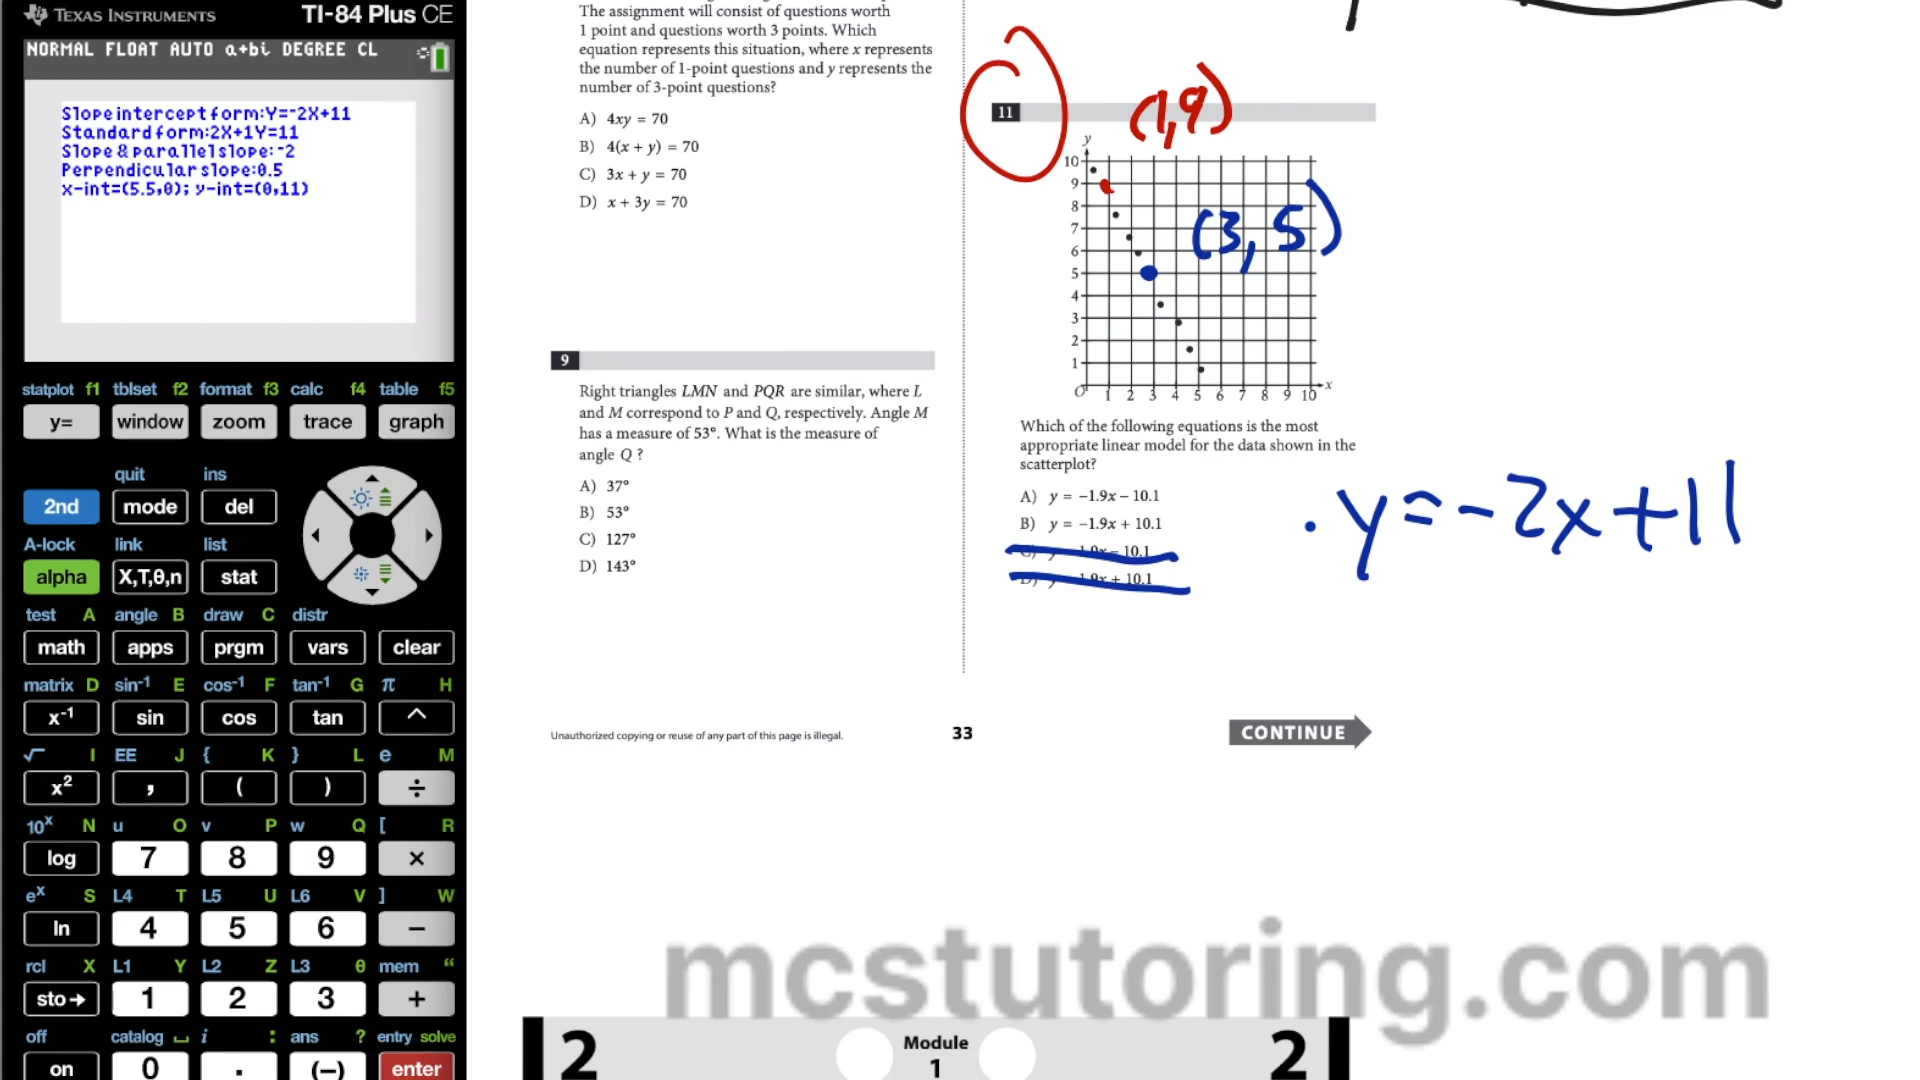 TEXAS INSTRUMENTS TI-84 Plus CE
NORMAL FLOAT AUTO a+bi DEGREE CL
Slope intercept form:Y=-2X+11
Standard form:2X+1Y=11
Slope & parallel slope:-2
Perpendicular slope:0.5
x-int=(5.5,0); y-int=(0,11)
statplot f1 tblset f2 format f3 calc f4 table f5
y= window zoom trace graph
quit ins
2nd mode del
A-lock link list
alpha X,T,θ,n stat
test A angle B draw C distr
math apps prgm vars clear
matrix D sin-1 E cos-1 F tan-1 G π H
x-1 sin cos tan ^
√ I EE J { K } L e M
x2 , ( ) ÷
10x N u O v P w Q [ R
log 7 8 9 ×
ex S L4 T L5 U L6 V ] W
ln 4 5 6 −
rcl X L1 Y L2 Z L3 θ mem “
sto→ 1 2 3 +
off catalog i : ans ? entry solve
on 0 . (−) enter
The assignment will consist of questions worth
1 point and questions worth 3 points. Which
equation represents this situation, where x represents
the number of 1-point questions and y represents the
number of 3-point questions?
A) 4xy = 70
B) 4(x + y) = 70
C) 3x + y = 70
D) x + 3y = 70
9
Right triangles LMN and PQR are similar, where L
and M correspond to P and Q, respectively. Angle M
has a measure of 53°. What is the measure of
angle Q ?
A) 37°
B) 53°
C) 127°
D) 143°
11
(1,9)
y
10
9
8
7
6
5
4
3
2
1
O 1 2 3 4 5 6 7 8 9 10 x
(3, 5)
Which of the following equations is the most
appropriate linear model for the data shown in the
scatterplot?
A) y = −1.9x − 10.1
B) y = −1.9x + 10.1
10.1
1.9x + 10.1
y=-2x+11
Unauthorized copying or reuse of any part of this page is illegal.
33
CONTINUE
mcstutoring.com
2 Module 2
1